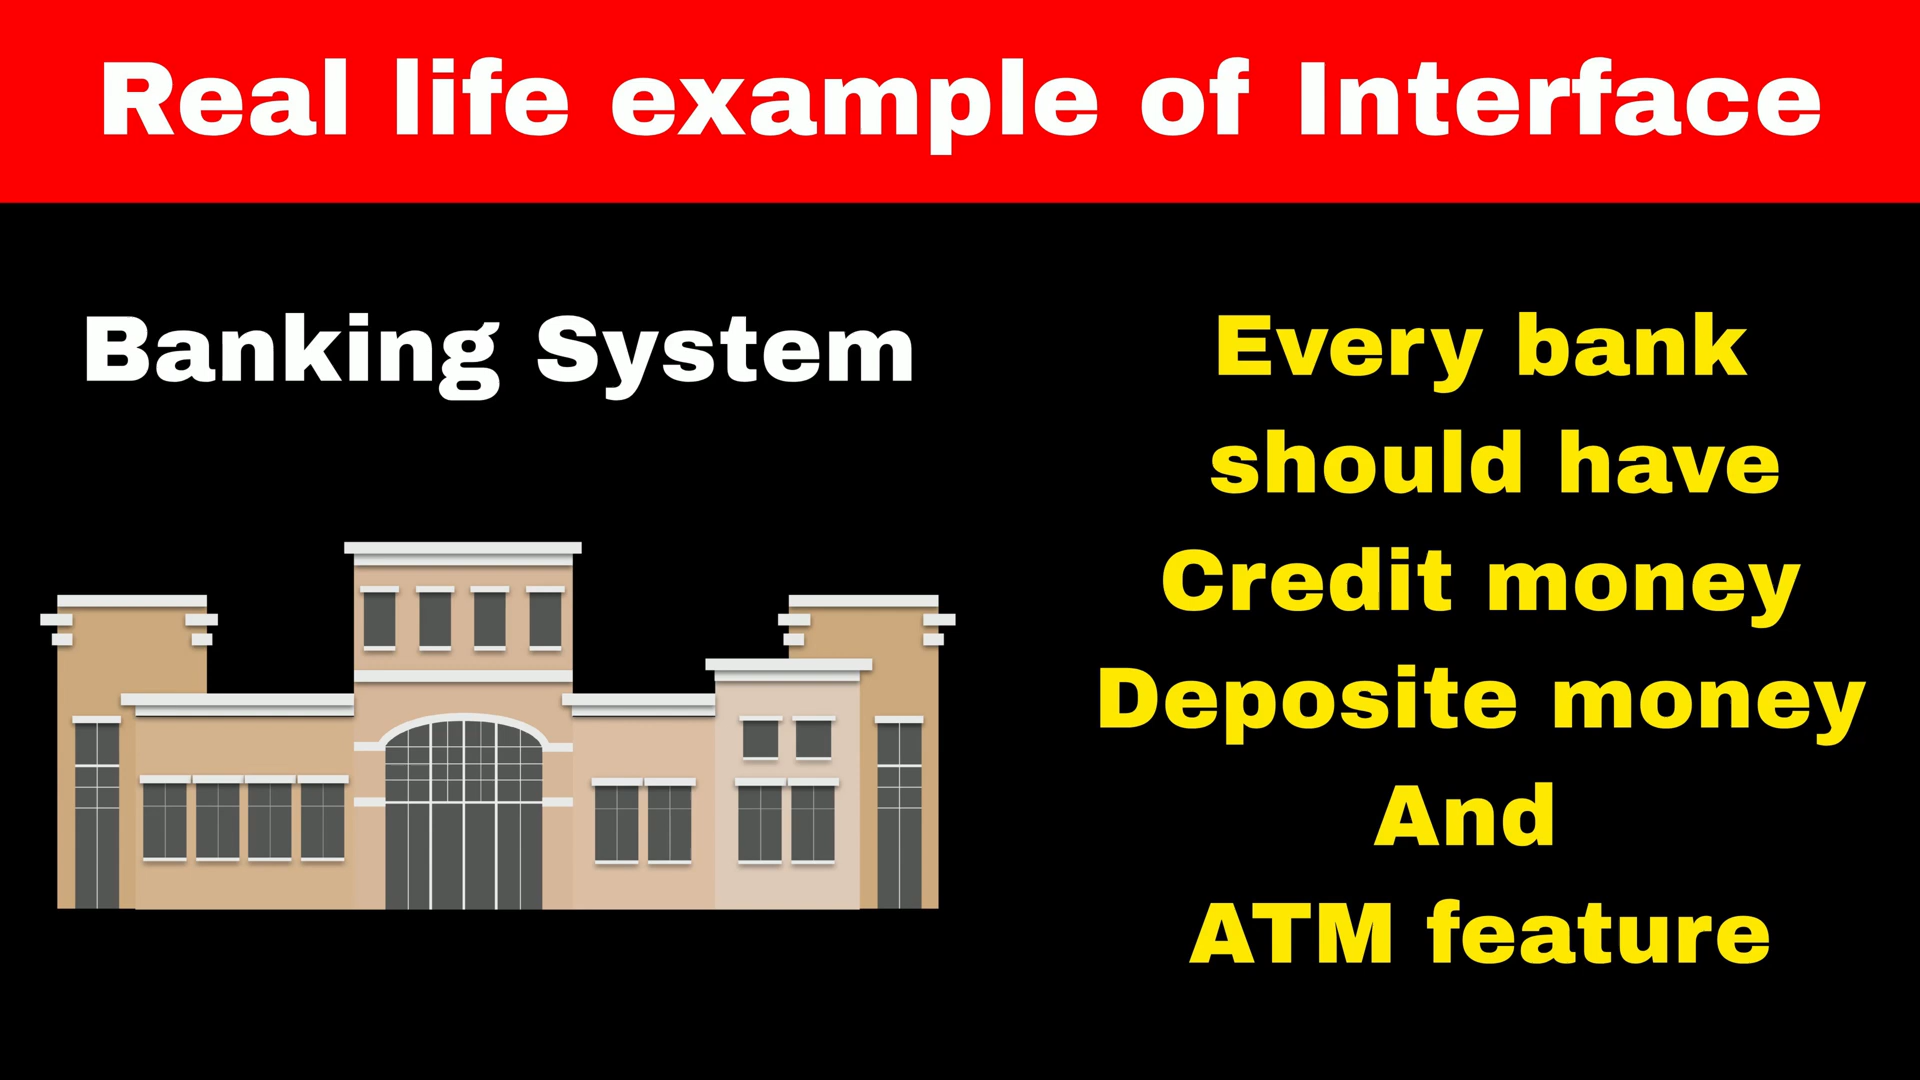 Real life example of Interface
Banking System
Every bank
should have
Credit money
Deposite money
And
ATM feature